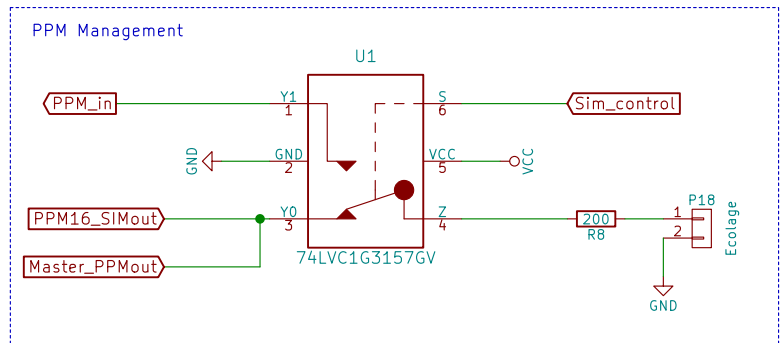 PPM Management
U1
PPM_in
Y1
1
S
6
Sim_control
GND
GND
2
VCC
5
VCC
PPM16_SIMout
Y0
3
Z
4
200
R8
P18
1
2
Ecolage
Master_PPMout
74LVC1G3157GV
GND